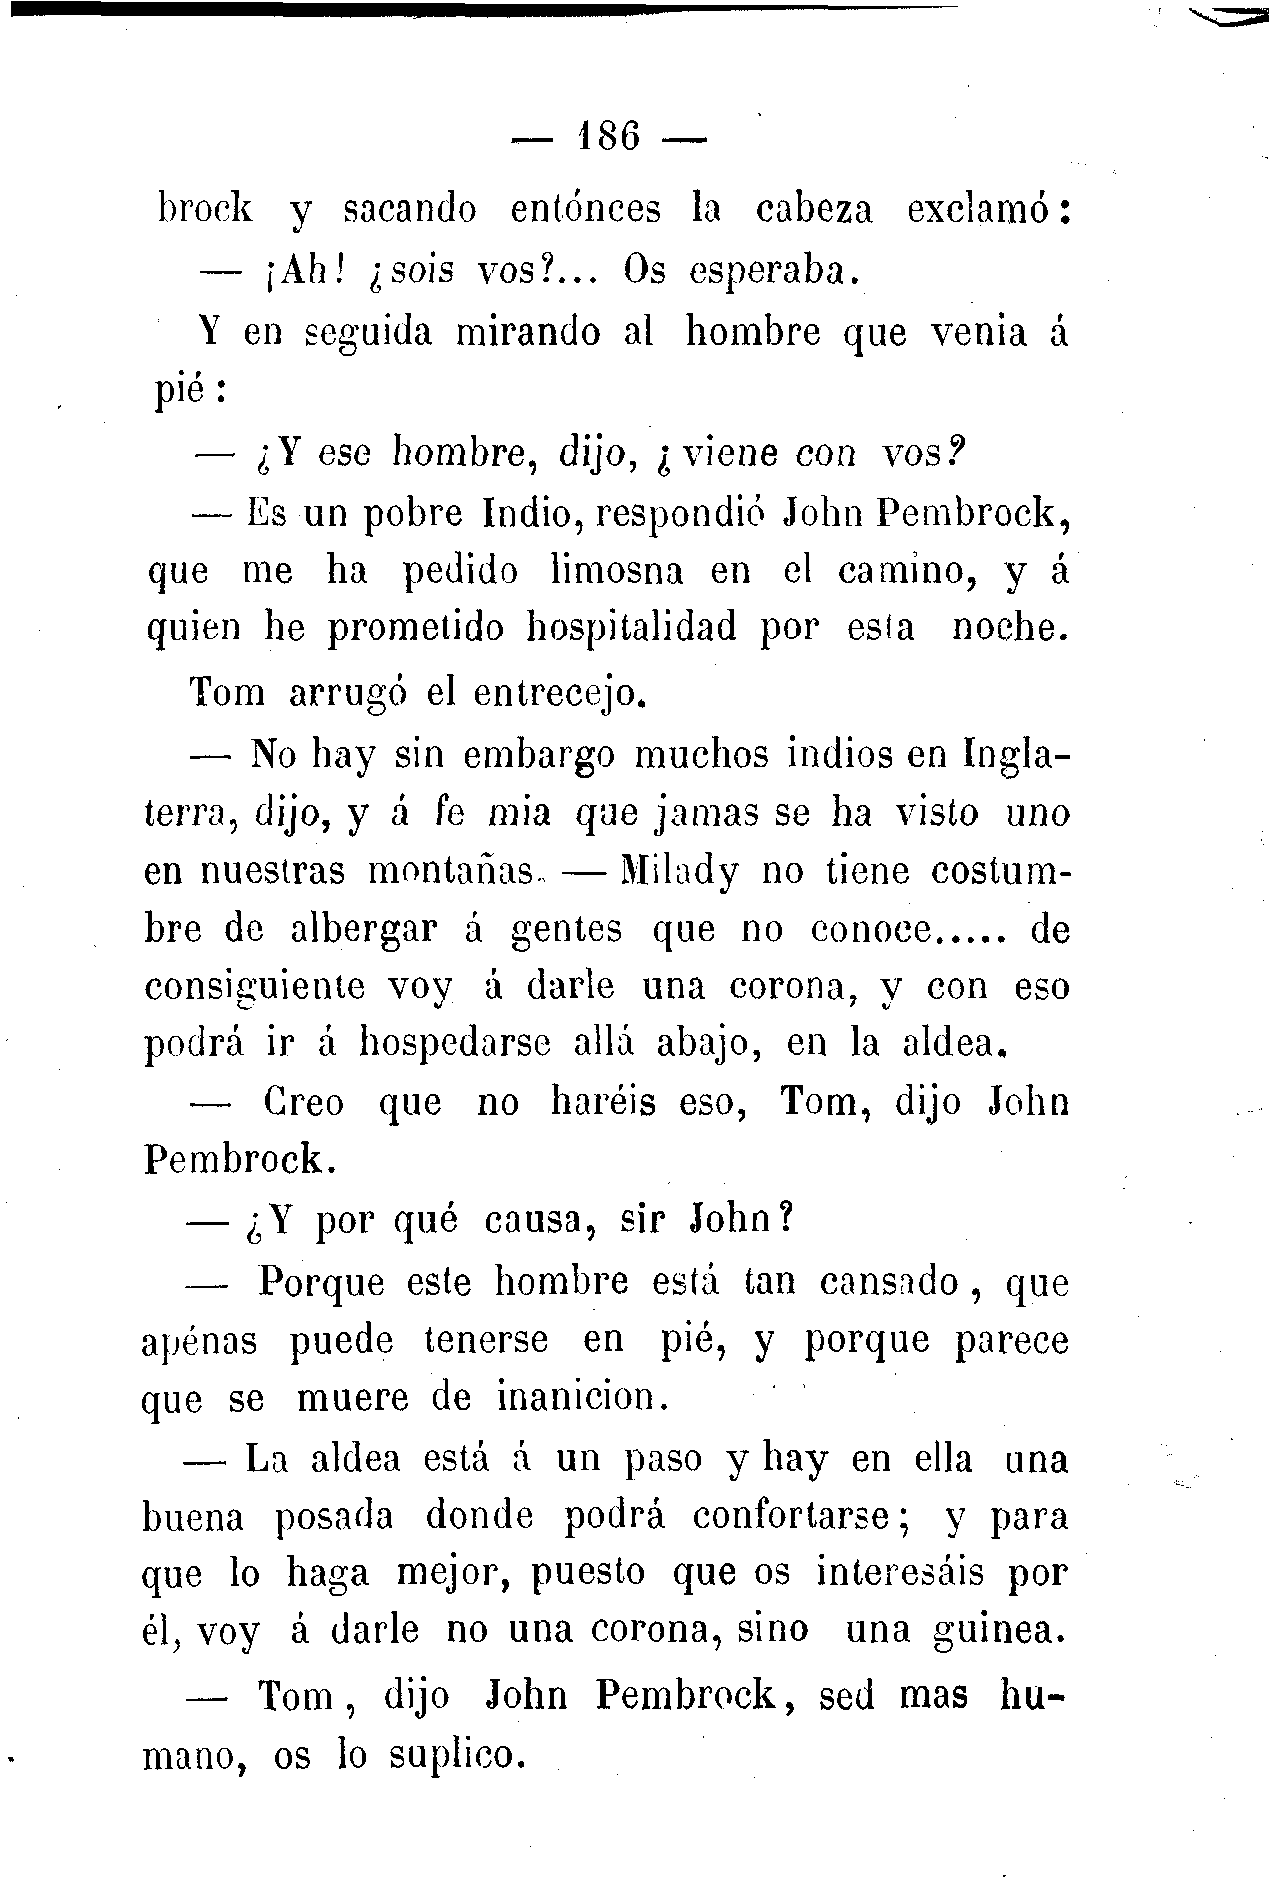 — 186 —
brock y sacando entónces la cabeza exclamó:
— ¡Ah! ¿sois vos?... Os esperaba.
Y en seguida mirando al hombre que venia á
pié:
— ¿Y ese hombre, dijo, ¿viene con vos?
— Es un pobre Indio, respondió John Pembrock,
que me ha pedido limosna en el camino, y á
quien he prometido hospitalidad por esta noche.
Tom arrugó el entrecejo.
— No hay sin embargo muchos indios en Ingla-
terra, dijo, y á fe mia que jamas se ha visto uno
en nuestras montañas. — Milady no tiene costum-
bre de albergar á gentes que no conoce..... de
consiguiente voy á darle una corona, y con eso
podrá ir á hospedarse allá abajo, en la aldea.
— Creo que no haréis eso, Tom, dijo John
Pembrock.
— ¿Y por qué causa, sir John?
— Porque este hombre está tan cansado, que
apénas puede tenerse en pié, y porque parece
que se muere de inanicion.
— La aldea está á un paso y hay en ella una
buena posada donde podrá confortarse; y para
que lo haga mejor, puesto que os interesáis por
él, voy á darle no una corona, sino una guinea.
— Tom, dijo John Pembrock, sed mas hu-
mano, os lo suplico.